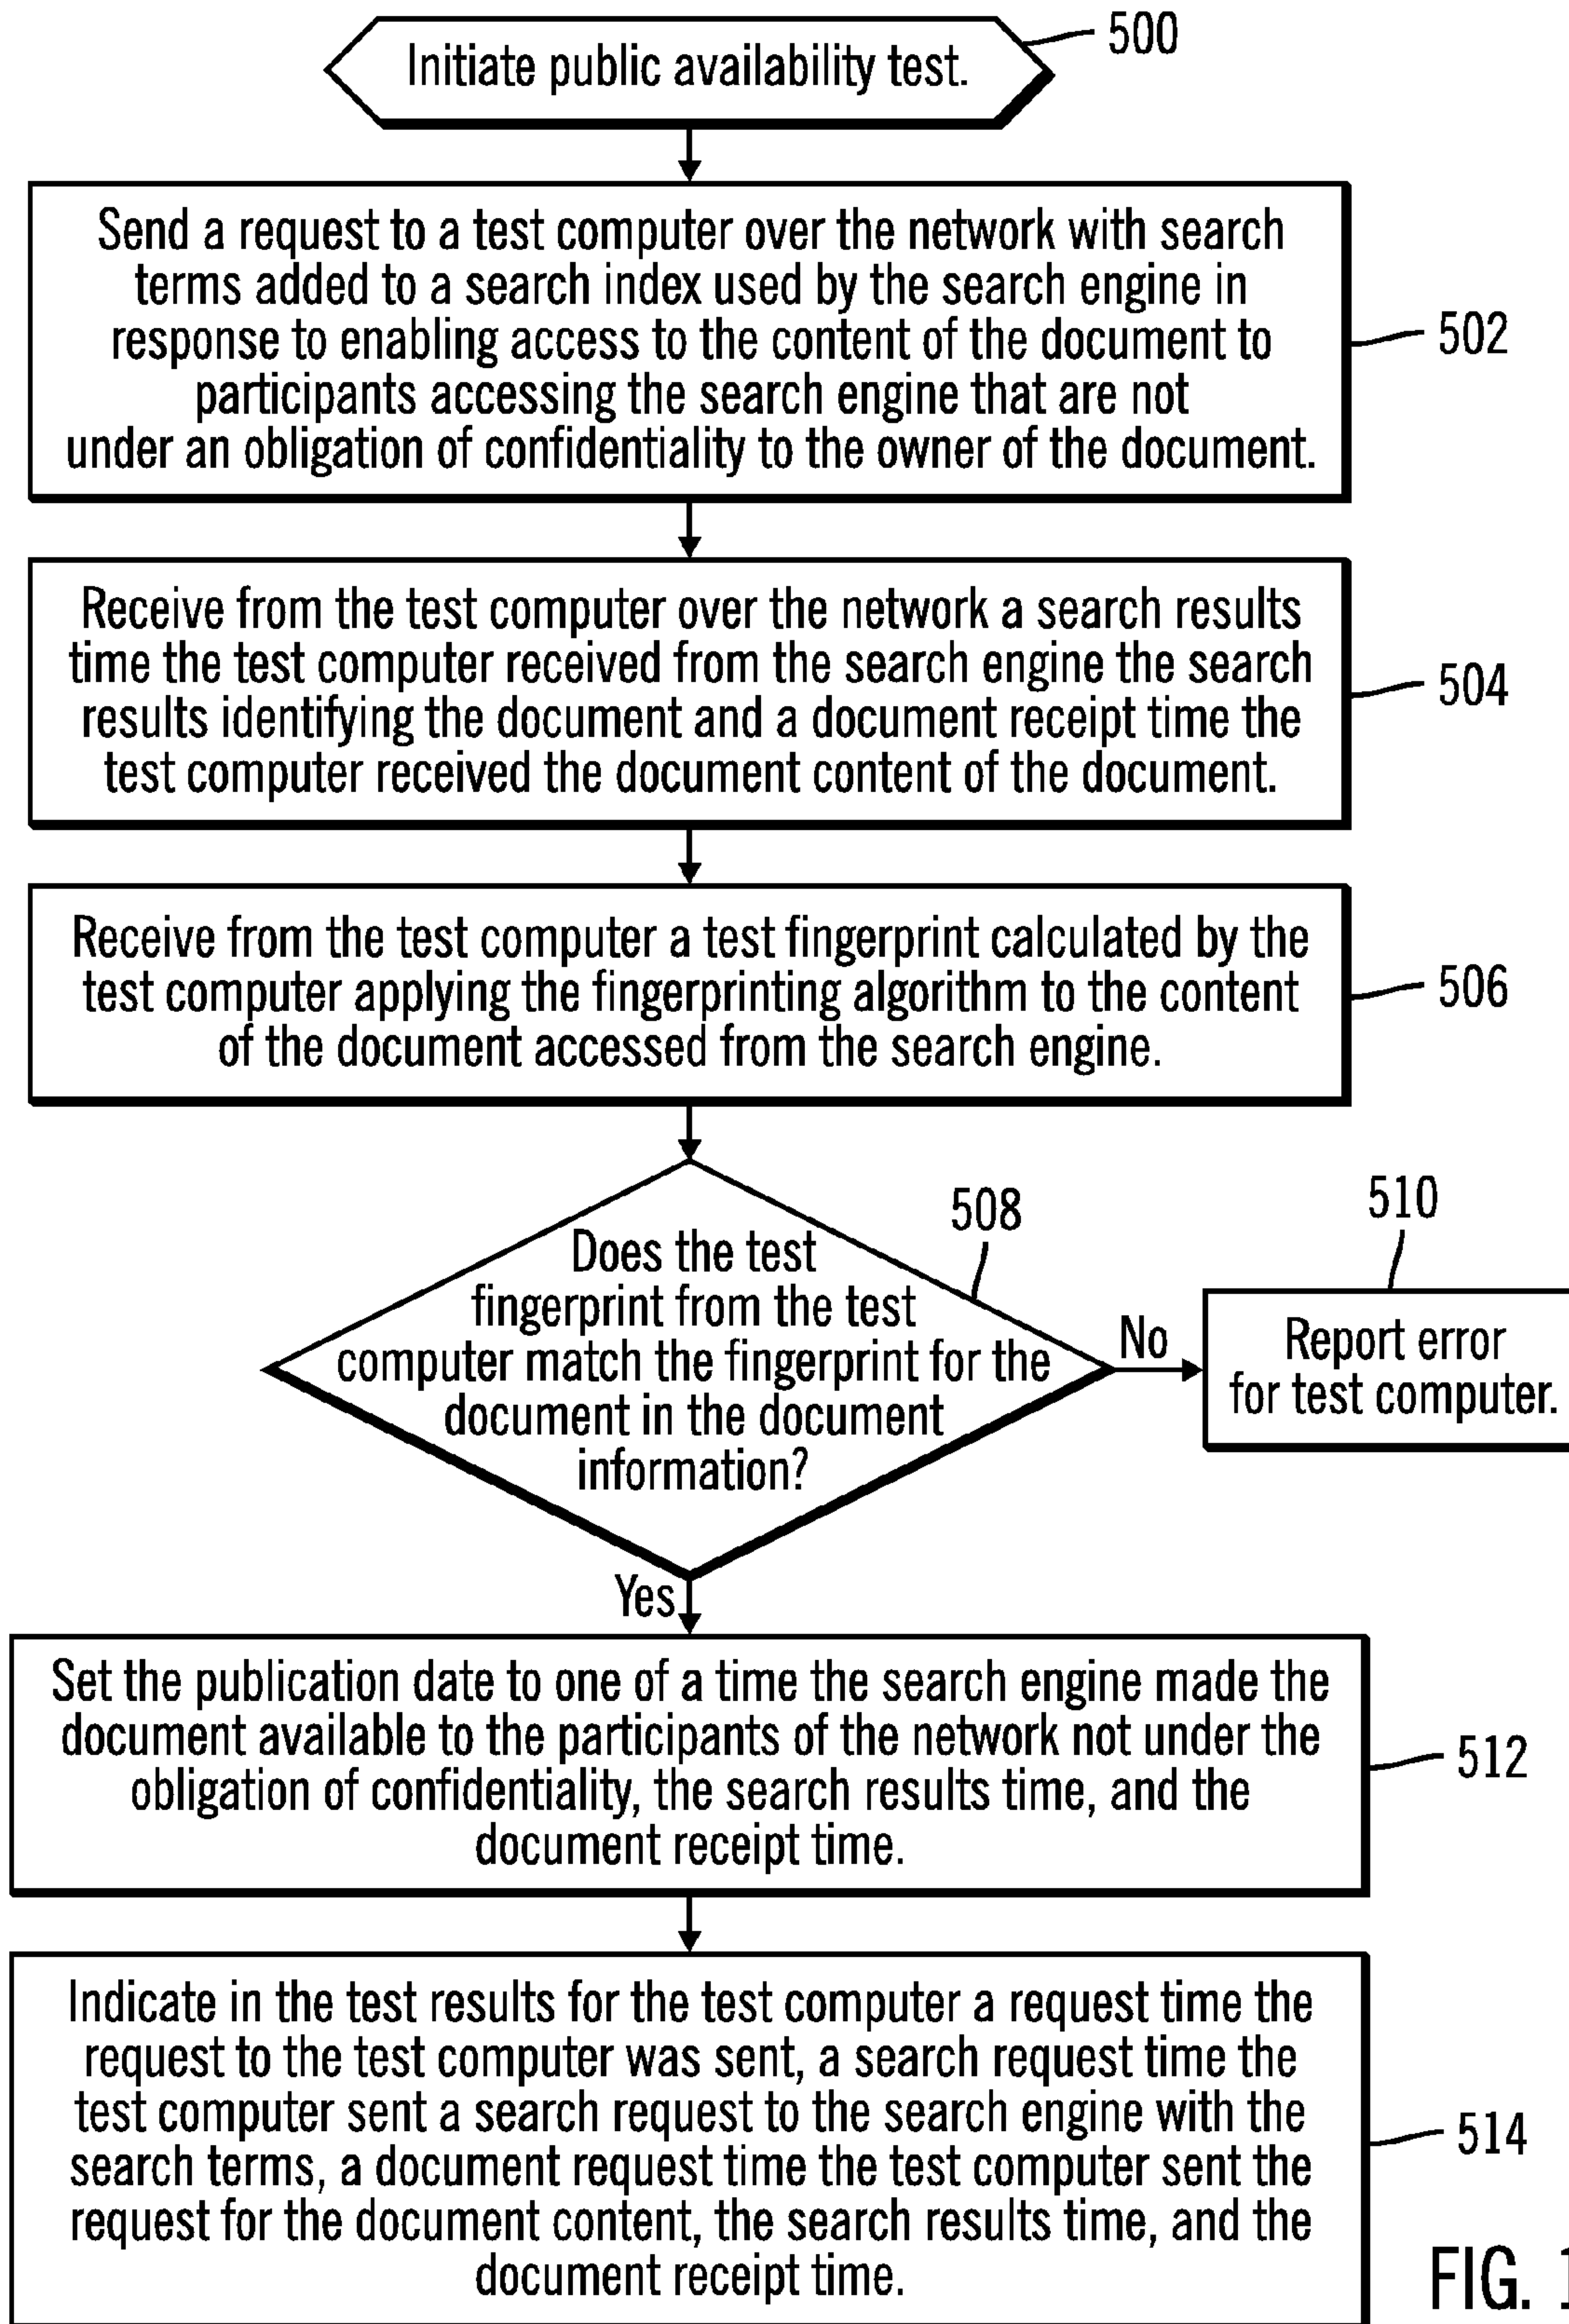 Initiate public availability test.
500
Send a request to a test computer over the network with search
terms added to a search index used by the search engine in
response to enabling access to the content of the document to
participants accessing the search engine that are not
under an obligation of confidentiality to the owner of the document.
502
Receive from the test computer over the network a search results
time the test computer received from the search engine the search
results identifying the document and a document receipt time the
test computer received the document content of the document.
504
Receive from the test computer a test fingerprint calculated by the
test computer applying the fingerprinting algorithm to the content
of the document accessed from the search engine.
506
Does the test
fingerprint from the test
computer match the fingerprint for the
document in the document
information?
508
No
510
Report error
for test computer.
Yes
Set the publication date to one of a time the search engine made the
document available to the participants of the network not under the
obligation of confidentiality, the search results time, and the
document receipt time.
512
Indicate in the test results for the test computer a request time the
request to the test computer was sent, a search request time the
test computer sent a search request to the search engine with the
search terms, a document request time the test computer sent the
request for the document content, the search results time, and the
document receipt time.
514
FIG.